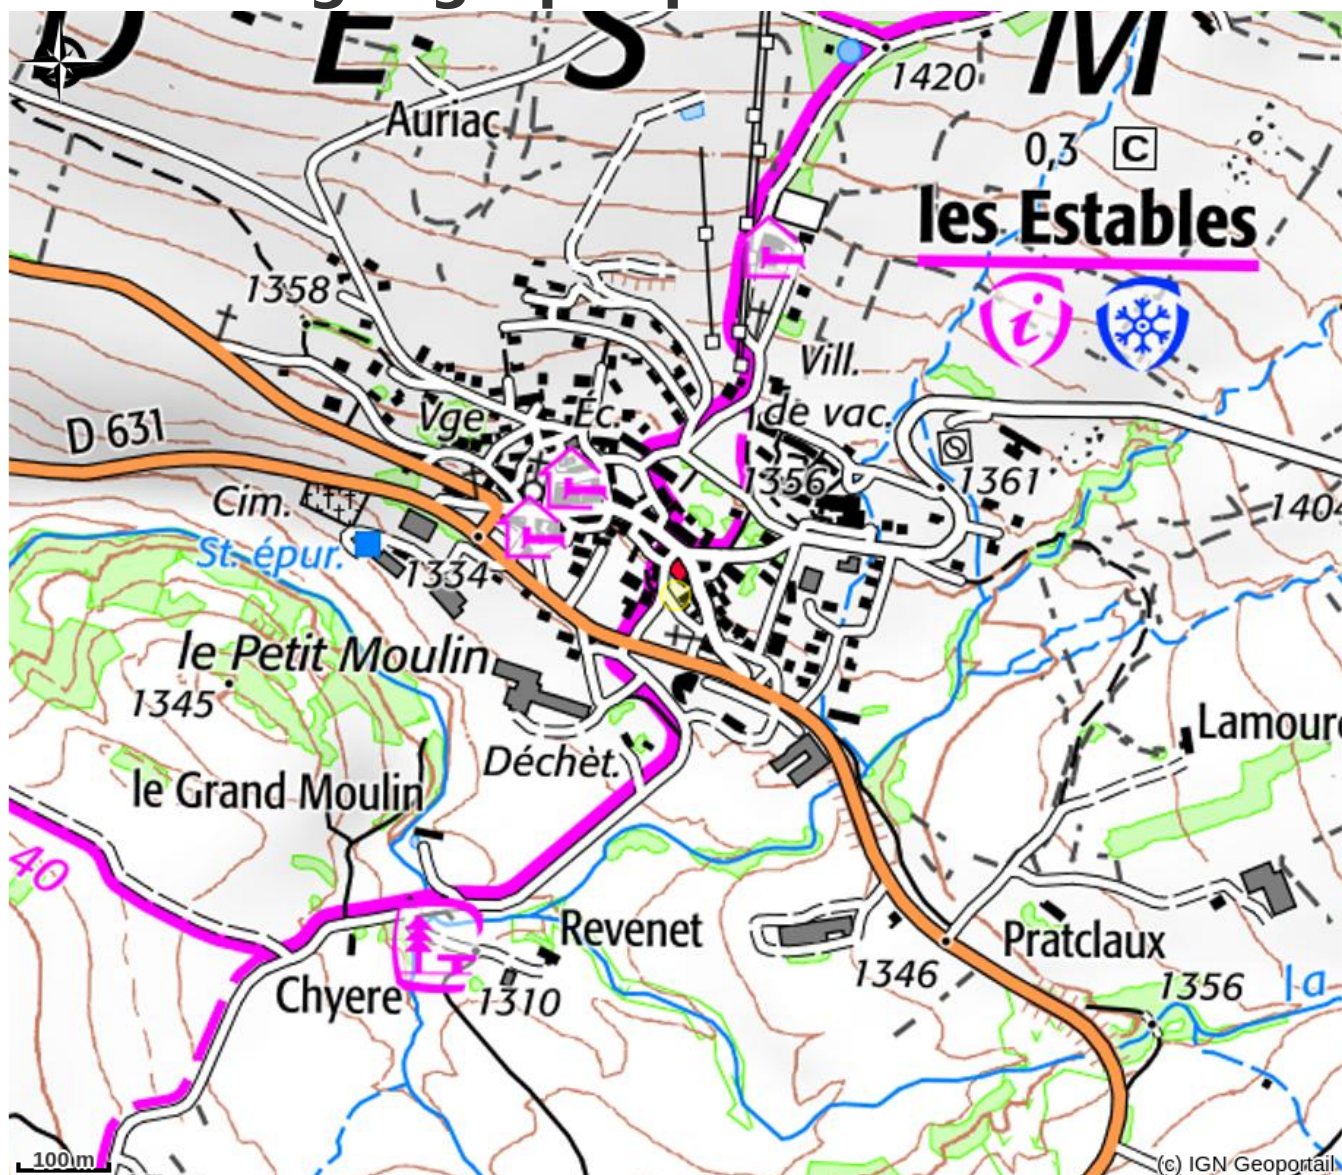 D E S M
1420
Auriac
0,3 C
les Estables
i
1358
Vill.
de vac.
Vge
Éc.
D 631
1356
1361
Cim.
1404
St. épur.
1334
le Petit Moulin
1345
Déchèt.
le Grand Moulin
40
Revenet
Pratclaux
1346
1356
la
Chyere
1310
100 m
(c) IGN Geoportail